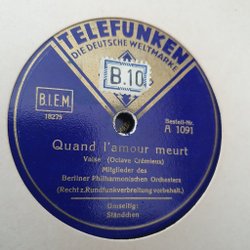 TELEFUNKEN
DIE DEUTSCHE WELTMARKE
B.10
B.I.E.M.
18275
Bestell-Nr.
A 1091
Quand l'amour meurt
Valse (Octave Crémieux)
Mitglieder des
Berliner Philharmonischen Orchesters
(Recht z. Rundfunkverbreitung vorbehalt.)
Umseitig:
Ständchen